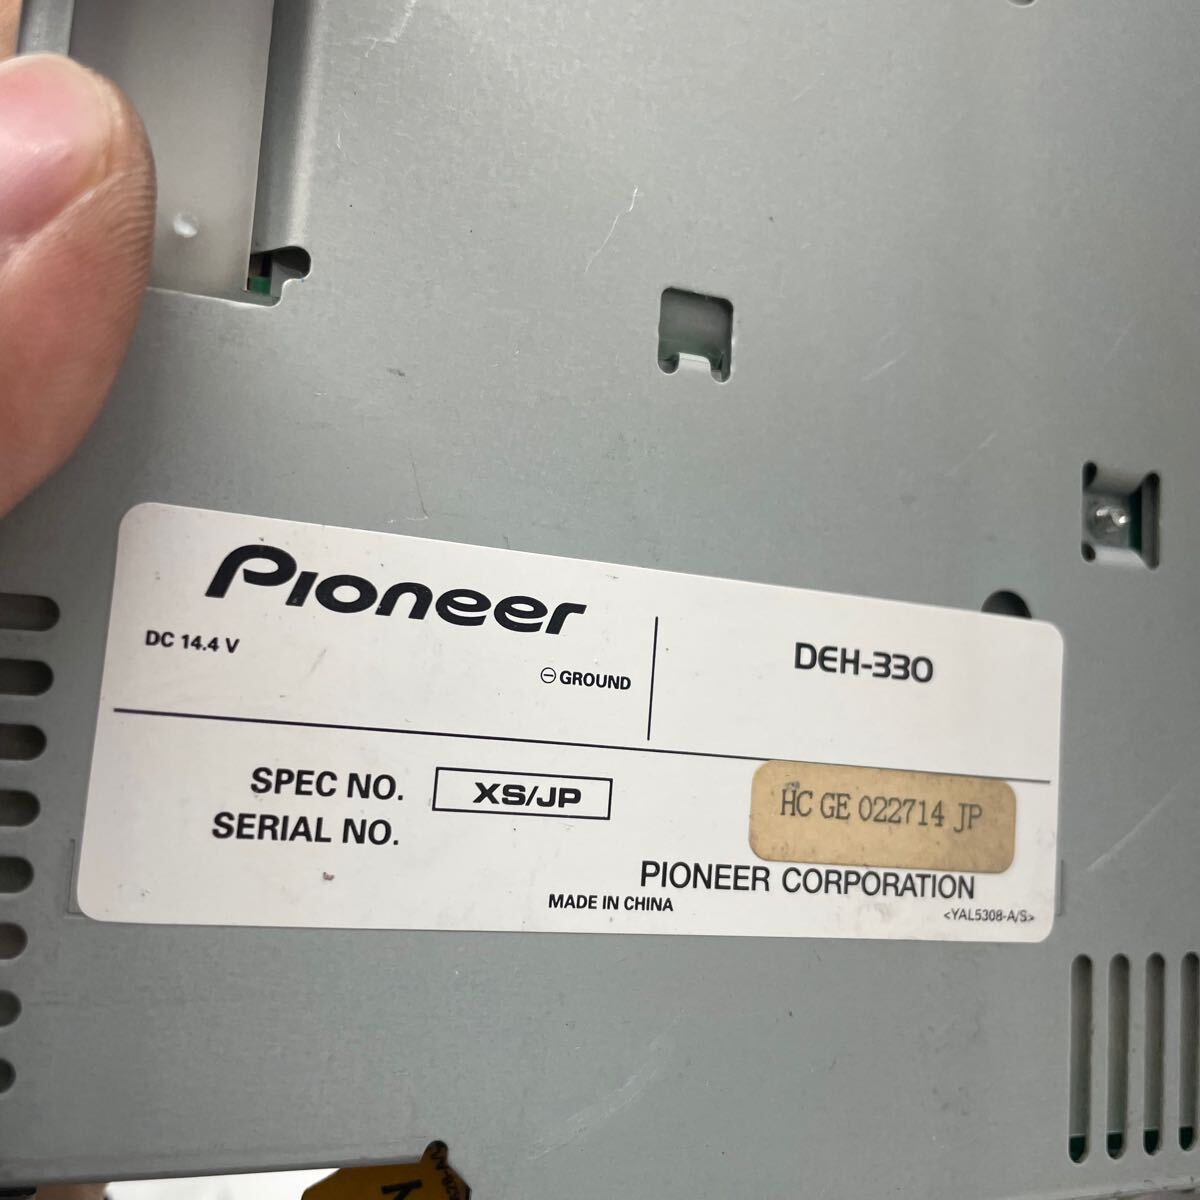 Pioneer
DC 14.4 V
⊖ GROUND
DEH-330
SPEC NO. XS/JP
SERIAL NO.
HC GE 022714 JP
PIONEER CORPORATION
MADE IN CHINA
<YAL5308-A/S>